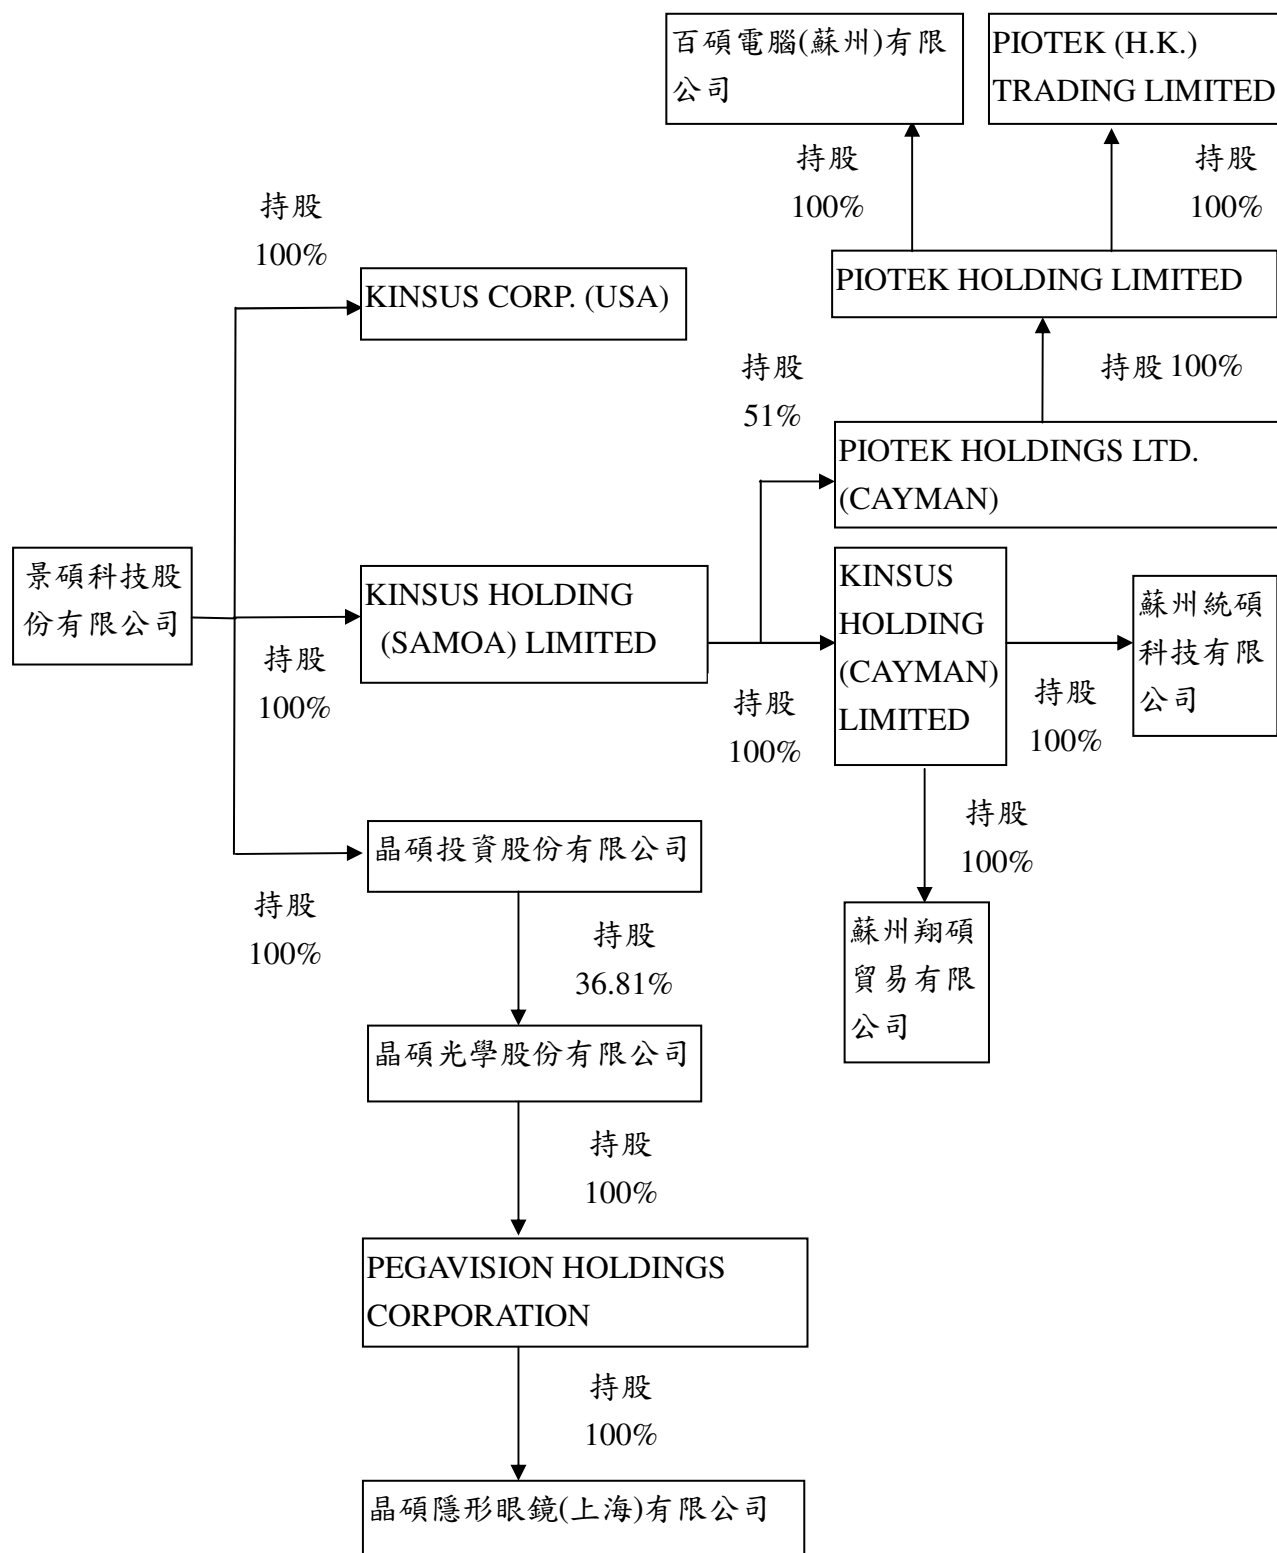 百碩電腦(蘇州)有限
公司
PIOTEK (H.K.)
TRADING LIMITED
持股
100%
持股
100%
持股
100%
PIOTEK HOLDING LIMITED
KINSUS CORP. (USA)
持股
51%
持股 100%
PIOTEK HOLDINGS LTD.
(CAYMAN)
景碩科技股
份有限公司
KINSUS HOLDING
(SAMOA) LIMITED
KINSUS
HOLDING
(CAYMAN)
LIMITED
蘇州統碩
科技有限
公司
持股
100%
持股
100%
持股
100%
持股
100%
晶碩投資股份有限公司
持股
100%
持股
36.81%
蘇州翔碩
貿易有限
公司
晶碩光學股份有限公司
持股
100%
PEGAVISION HOLDINGS
CORPORATION
持股
100%
晶碩隱形眼鏡(上海)有限公司